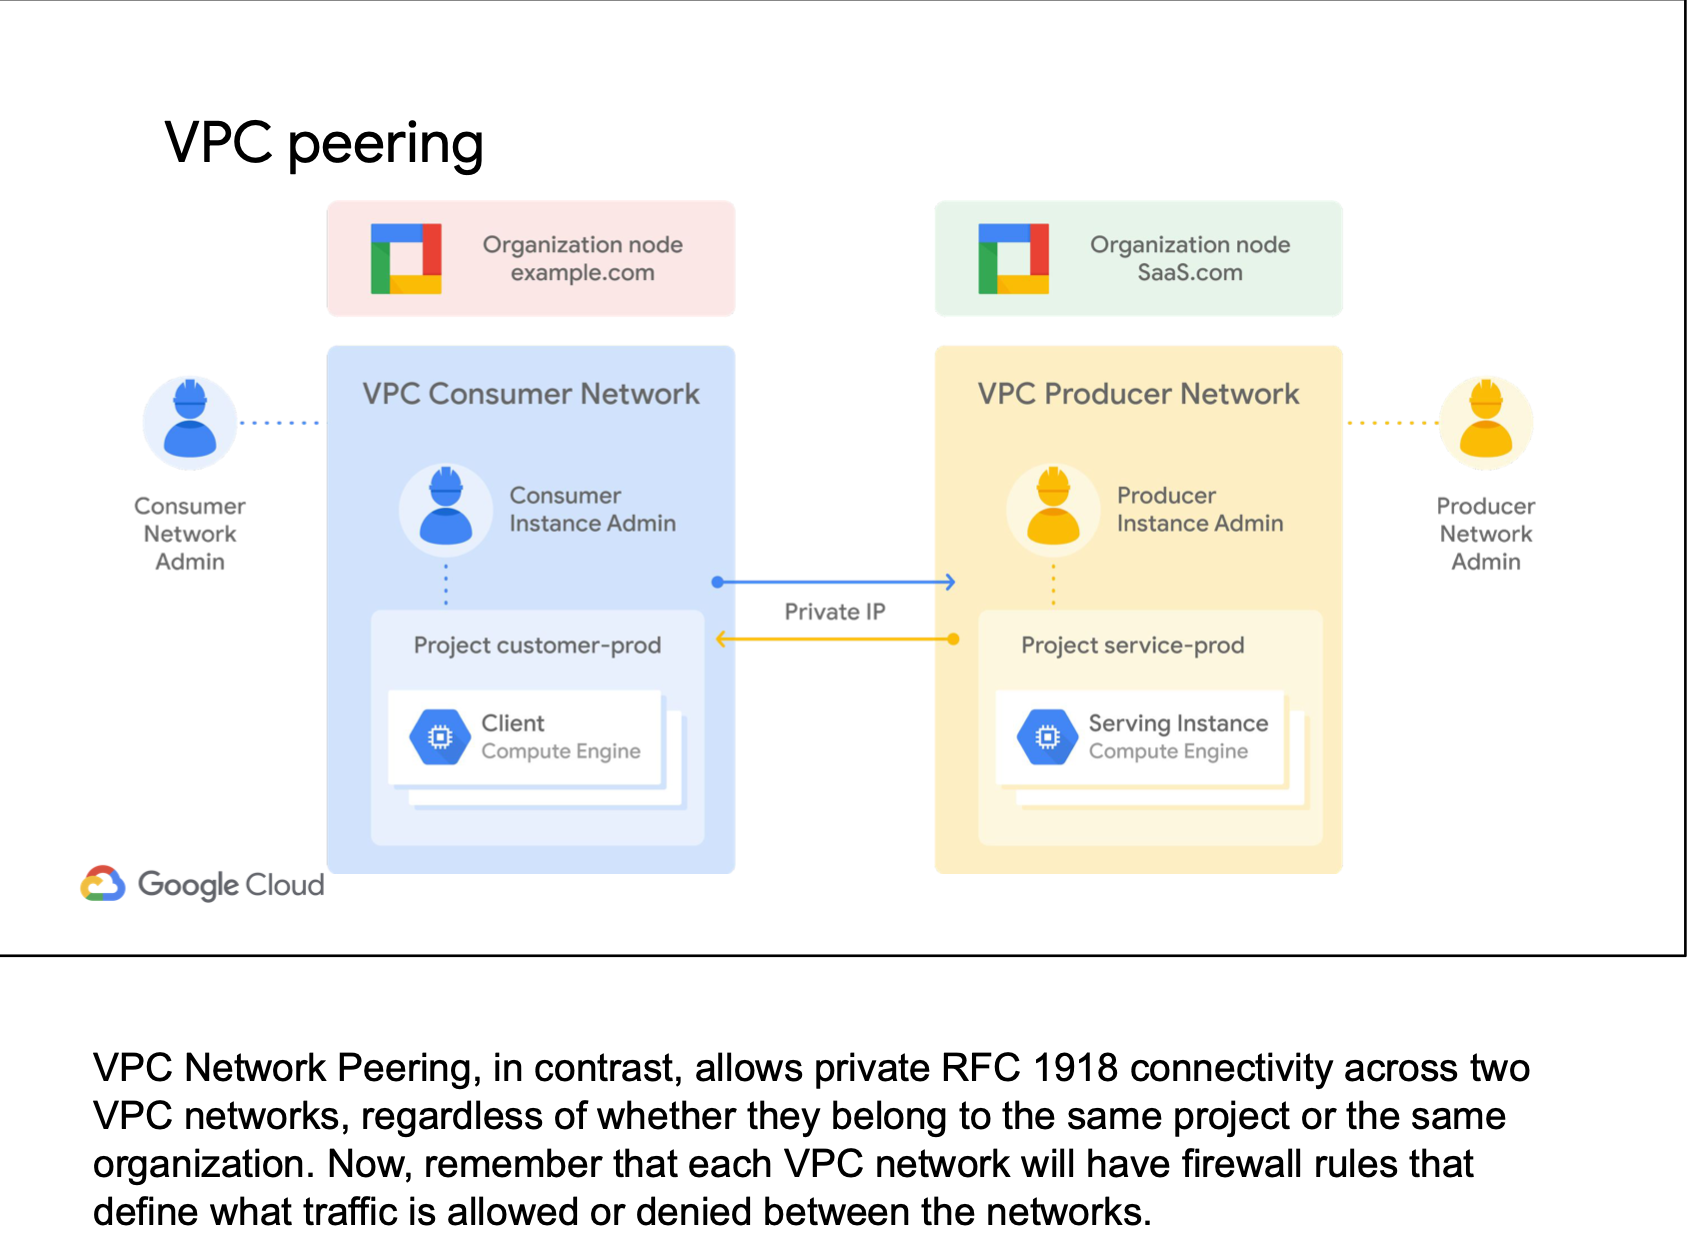 VPC peering
Organization node
example.com
Organization node
SaaS.com
VPC Consumer Network
VPC Producer Network
Consumer
Network
Admin
Consumer
Instance Admin
Producer
Instance Admin
Producer
Network
Admin
Private IP
Project customer-prod
Client
Compute Engine
Project service-prod
Serving Instance
Compute Engine
Google Cloud
VPC Network Peering, in contrast, allows private RFC 1918 connectivity across two
VPC networks, regardless of whether they belong to the same project or the same
organization. Now, remember that each VPC network will have firewall rules that
define what traffic is allowed or denied between the networks.